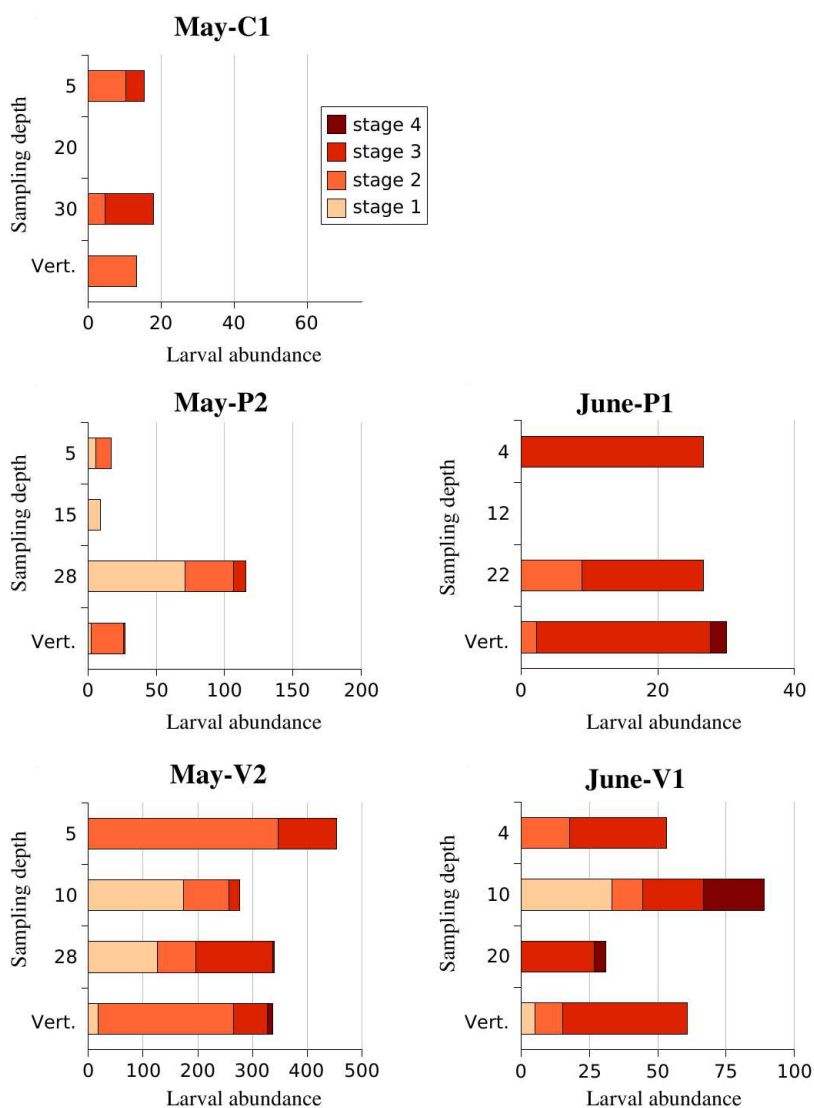 May-C1
Sampling depth
5
20
30
Vert.
0 20 40 60
Larval abundance
stage 4
stage 3
stage 2
stage 1
May-P2
Sampling depth
5
15
28
Vert.
0 50 100 150 200
Larval abundance
June-P1
Sampling depth
4
12
22
Vert.
0 20 40
Larval abundance
May-V2
Sampling depth
5
10
28
Vert.
0 100 200 300 400 500
Larval abundance
June-V1
Sampling depth
4
10
20
Vert.
0 25 50 75 100
Larval abundance